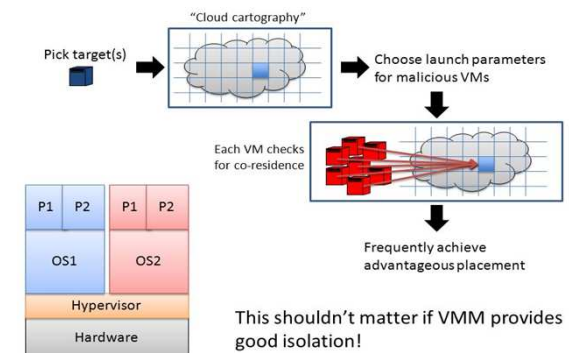 "Cloud cartography"
Pick target(s)
Choose launch parameters
for malicious VMs
Each VM checks
for co-residence
Frequently achieve
advantageous placement
P1 P2 P1 P2
OS1 OS2
Hypervisor
Hardware
This shouldn't matter if VMM provides
good isolation!